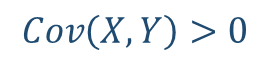 Cov(X, Y) > 0